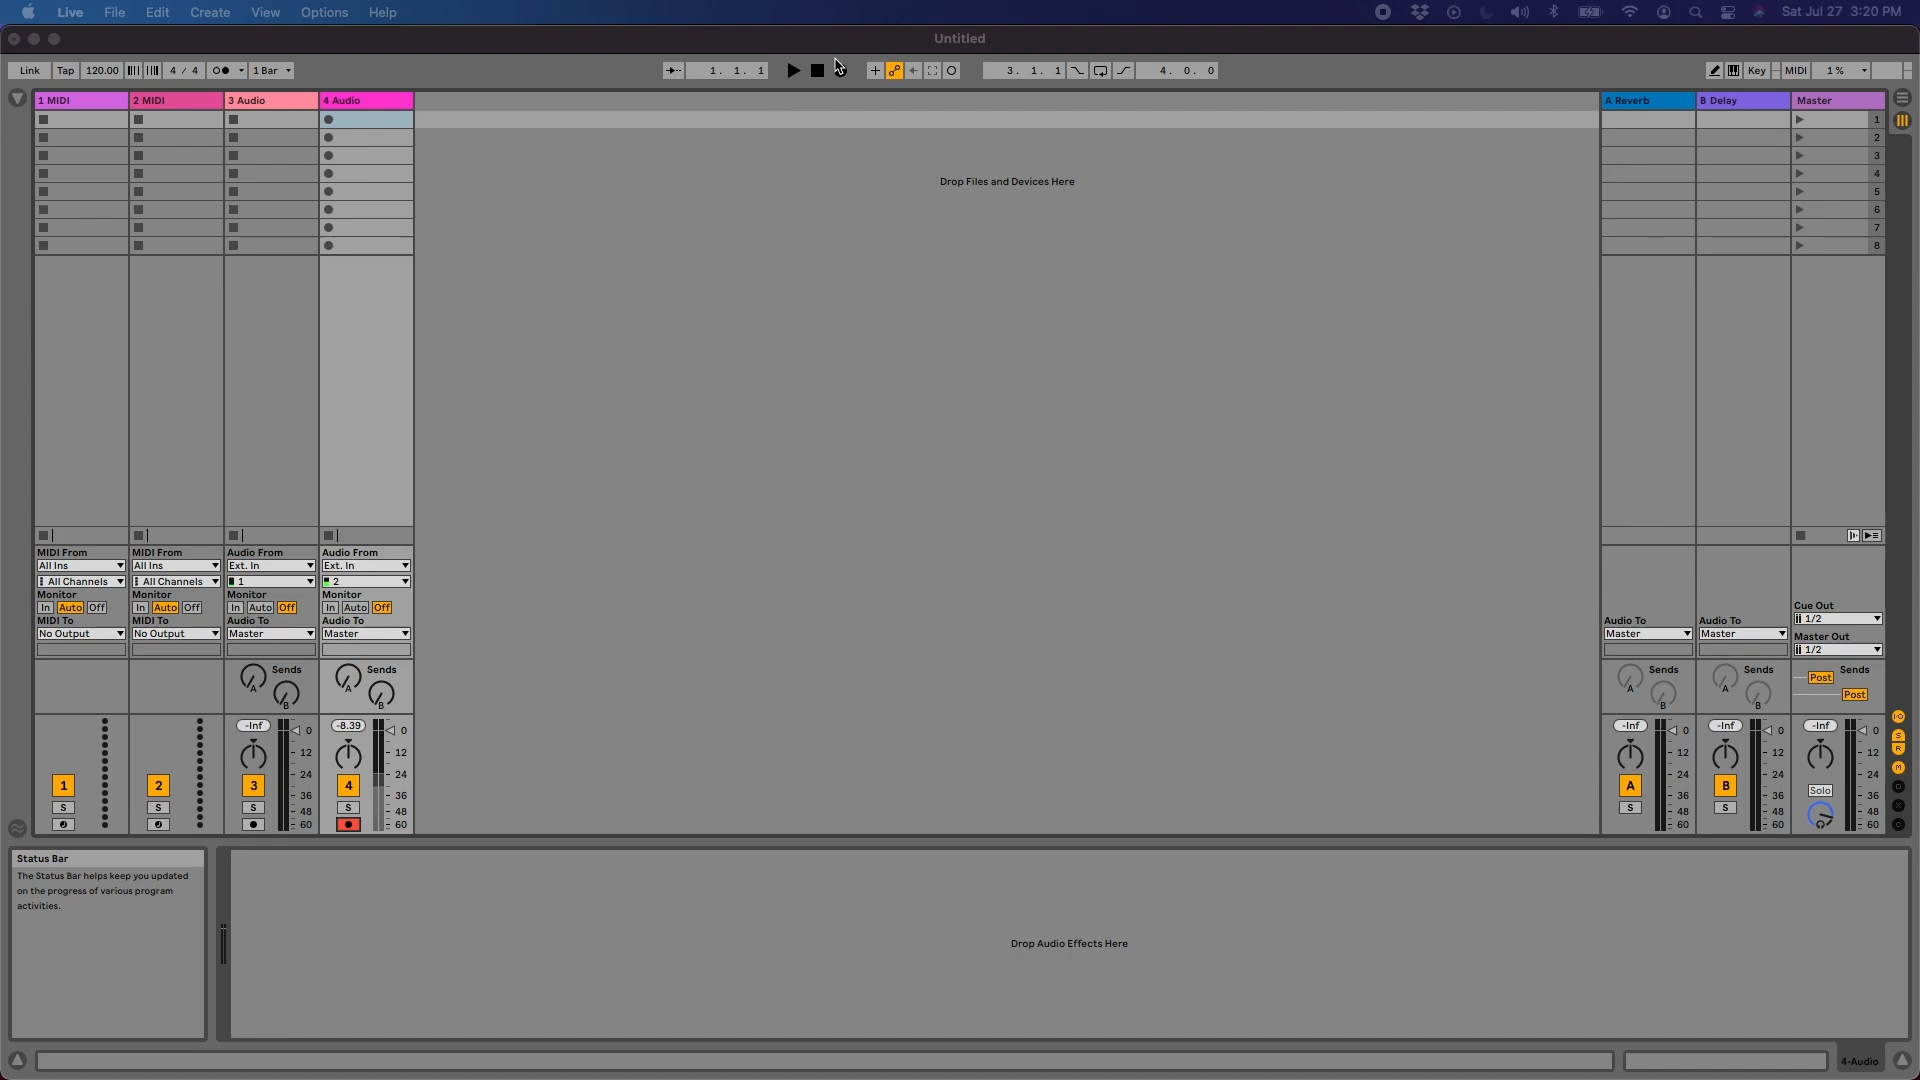 Live File Edit Create View Options Help Sat Jul 27 3:20 PM
Untitled
Link Tap 120.00 4 / 4 1 Bar 1. 1. 1 3. 1. 1 4. 0. 0 Key MIDI 1 %
1 MIDI 2 MIDI 3 Audio 4 Audio A Reverb B Delay Master
1
2
3
4
5
6
7
8
Drop Files and Devices Here
MIDI From MIDI From Audio From Audio From
All Ins All Ins Ext. In Ext. In
All Channels All Channels 1 2
Monitor Monitor Monitor Monitor
In Auto Off In Auto Off In Auto Off In Auto Off Cue Out
MIDI To MIDI To Audio To Audio To Audio To Audio To 1/2
No Output No Output Master Master Master Master Master Out
1/2
Sends Sends Sends Sends Sends
A A A A Post
B B B B Post
-Inf -8.39 -Inf -Inf -Inf
0 0 0 0 0
12 12 12 12 12
24 24 24 24 24
1 2 3 4 A B Solo
36 36 36 36 36
S S S S S S
48 48 48 48 48
60 60 60 60 60
I·O
S
R
M
D
X
C
Status Bar
The Status Bar helps keep you updated
on the progress of various program
activities.
Drop Audio Effects Here
4-Audio